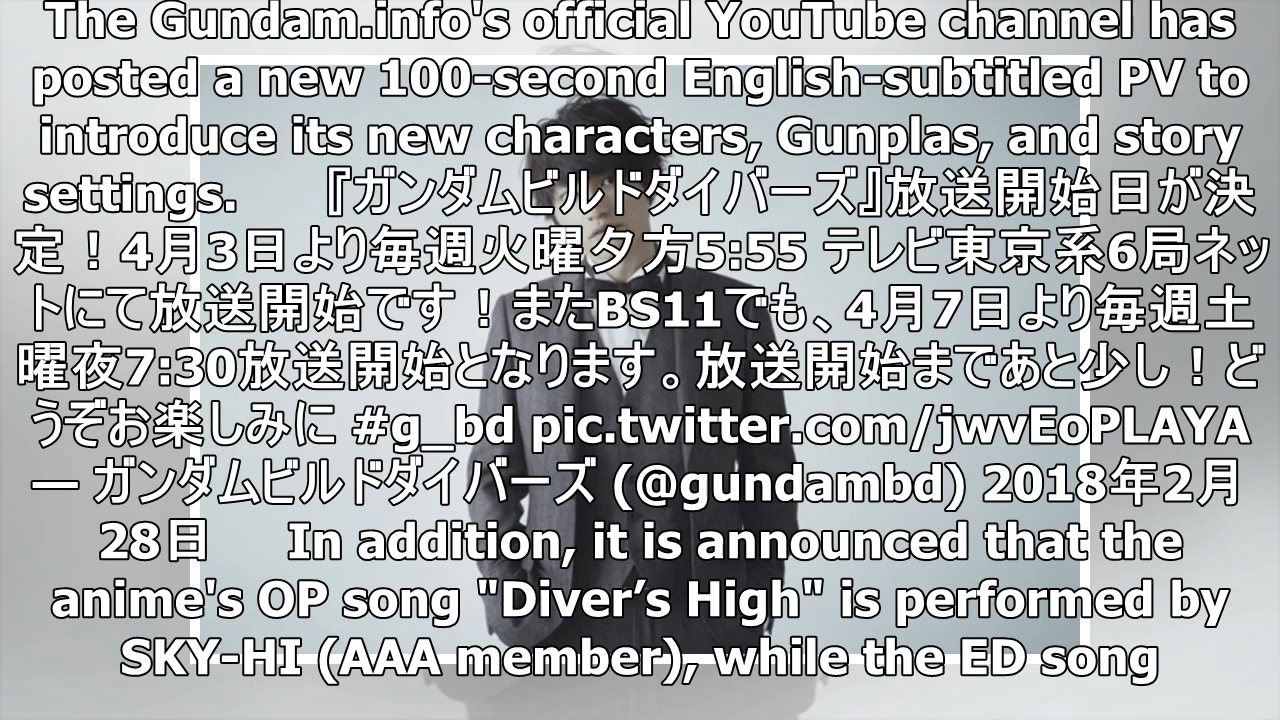 The Gundam.info's official YouTube channel has
posted a new 100-second English-subtitled PV to
introduce its new characters, Gunplas, and story
settings. 『ガンダムビルドダイバーズ』放送開始日が決
定！4月3日より毎週火曜夕方5:55 テレビ東京系6局ネッ
トにて放送開始です！またBS11でも、4月7日より毎週土
曜夜7:30放送開始となります。放送開始まであと少し！ど
うぞお楽しみに #g_bd pic.twitter.com/jwvEoPLAYA
— ガンダムビルドダイバーズ (@gundambd) 2018年2月
28日 In addition, it is announced that the
anime's OP song "Diver’s High" is performed by
SKY-HI (AAA member), while the ED song